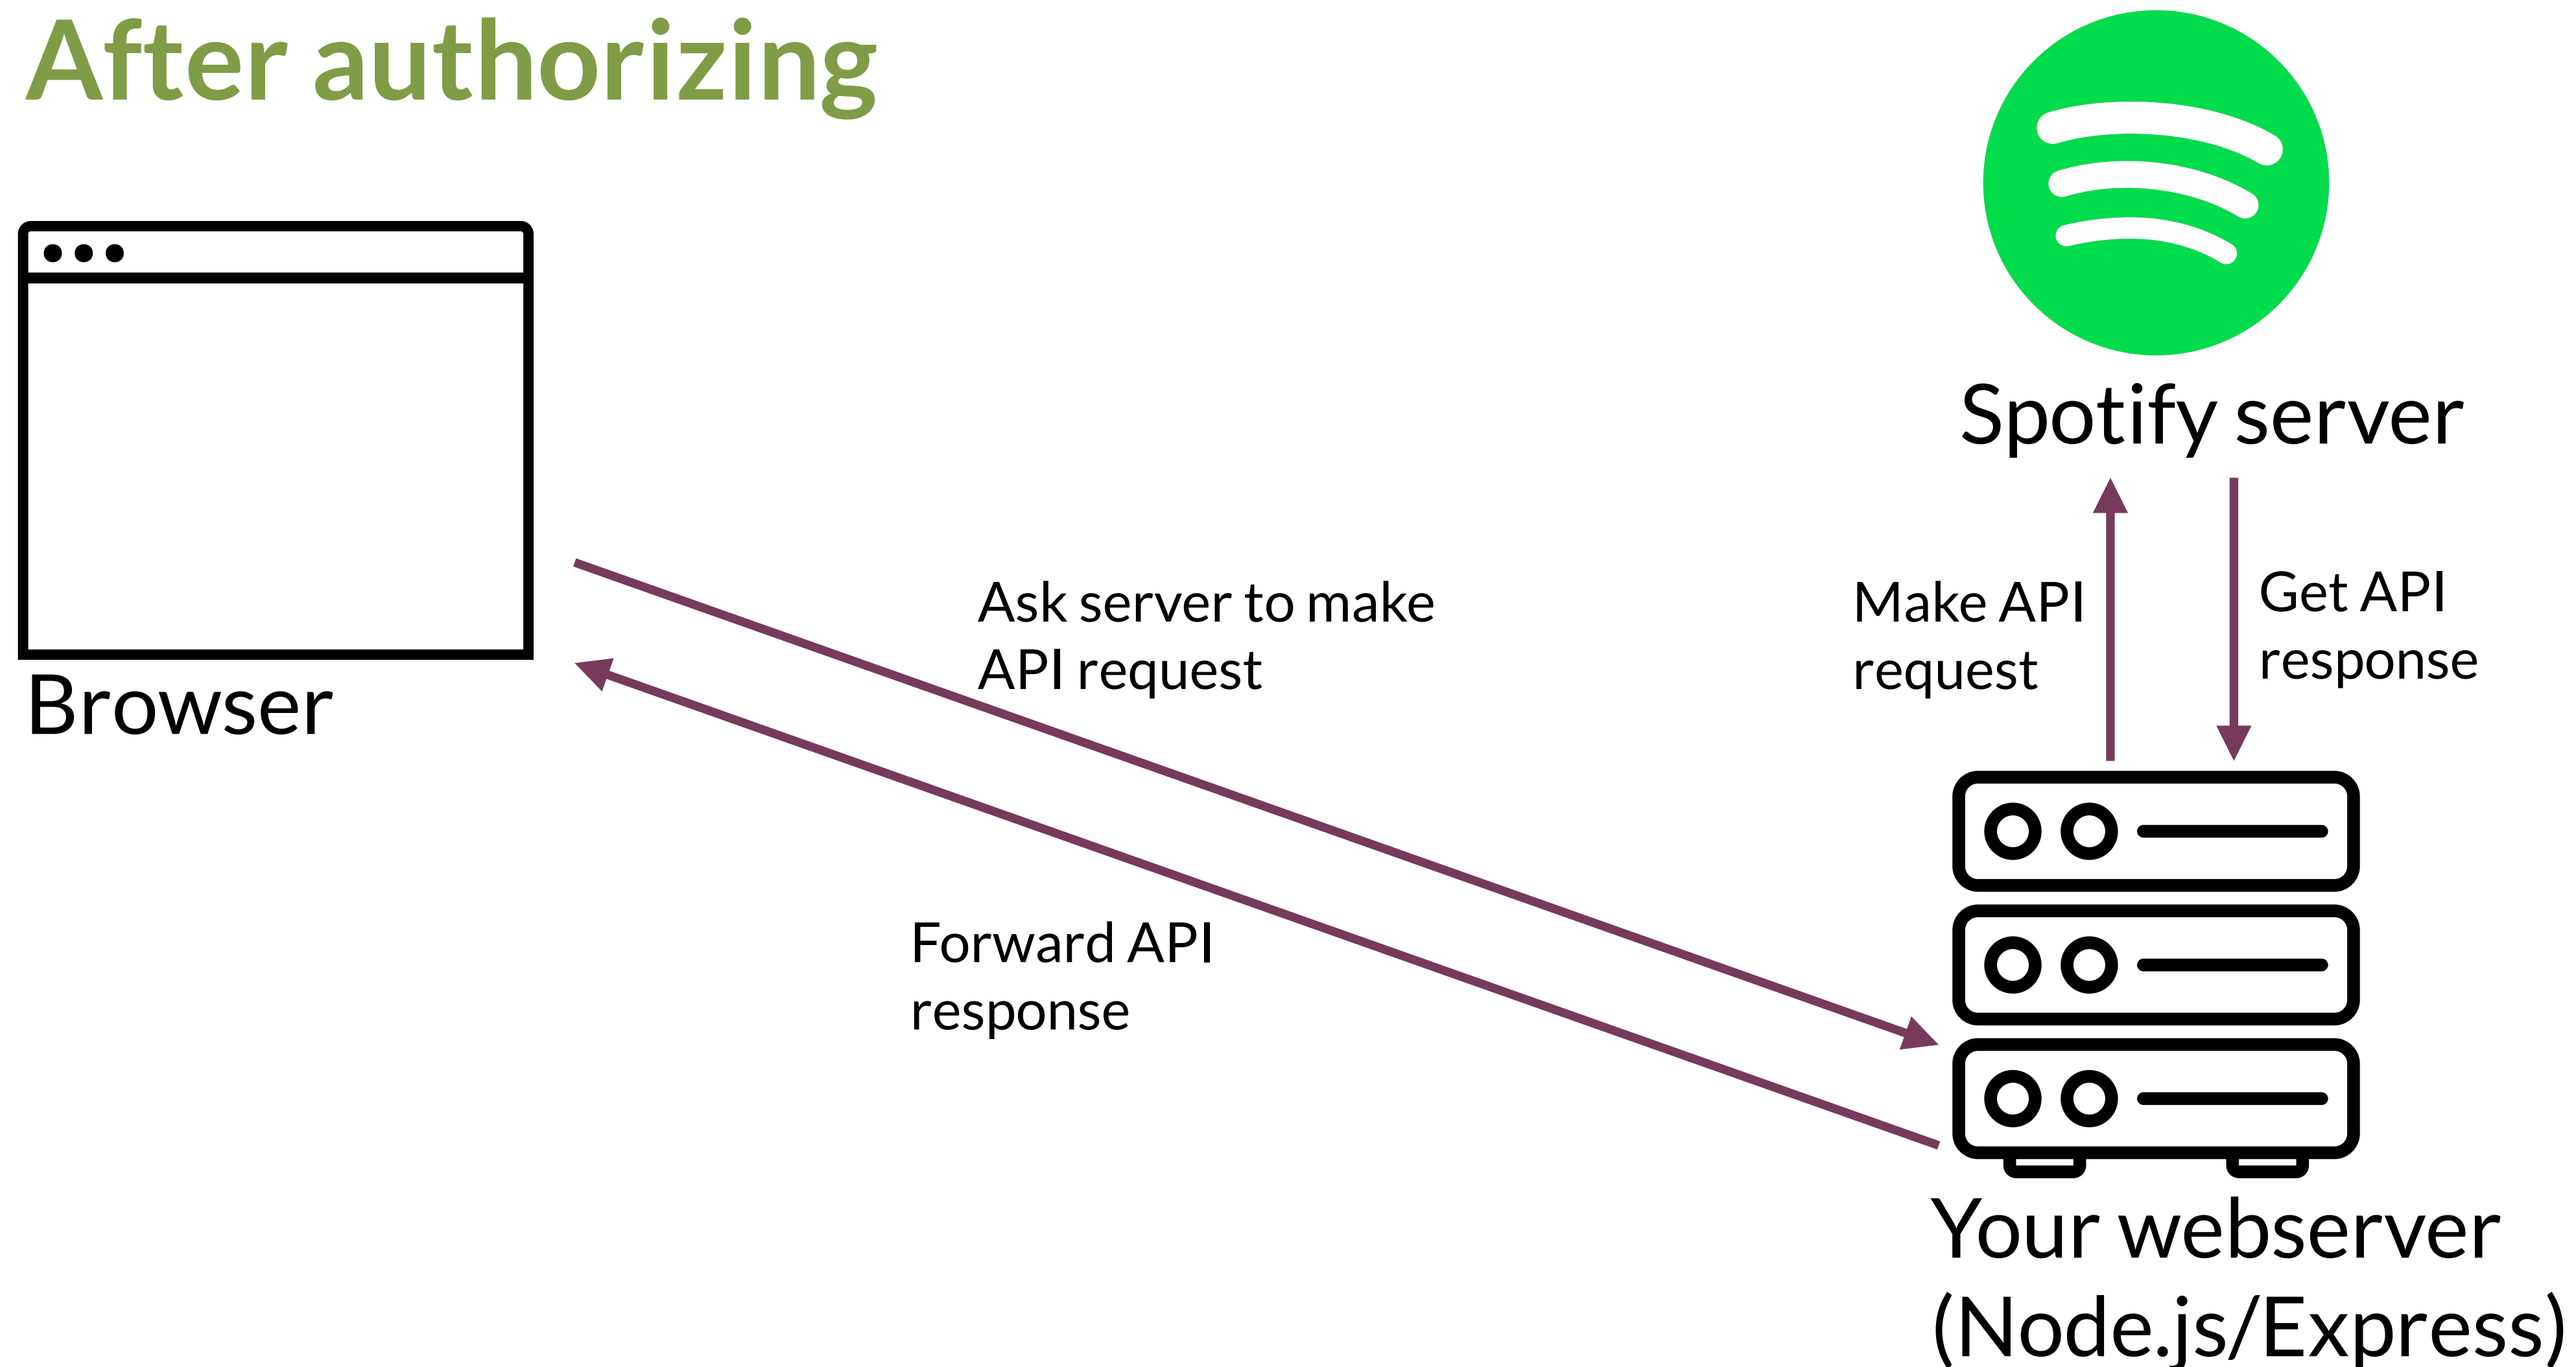 After authorizing
Spotify server
Browser
Ask server to make
API request
Make API
request
Get API
response
Forward API
response
Your webserver
(Node.js/Express)